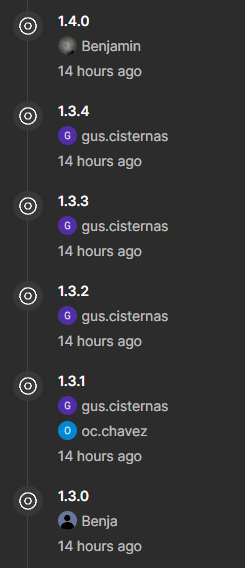 1.4.0
Benjamin
14 hours ago
1.3.4
G gus.cisternas
14 hours ago
1.3.3
G gus.cisternas
14 hours ago
1.3.2
G gus.cisternas
14 hours ago
1.3.1
G gus.cisternas
O oc.chavez
14 hours ago
1.3.0
Benja
14 hours ago